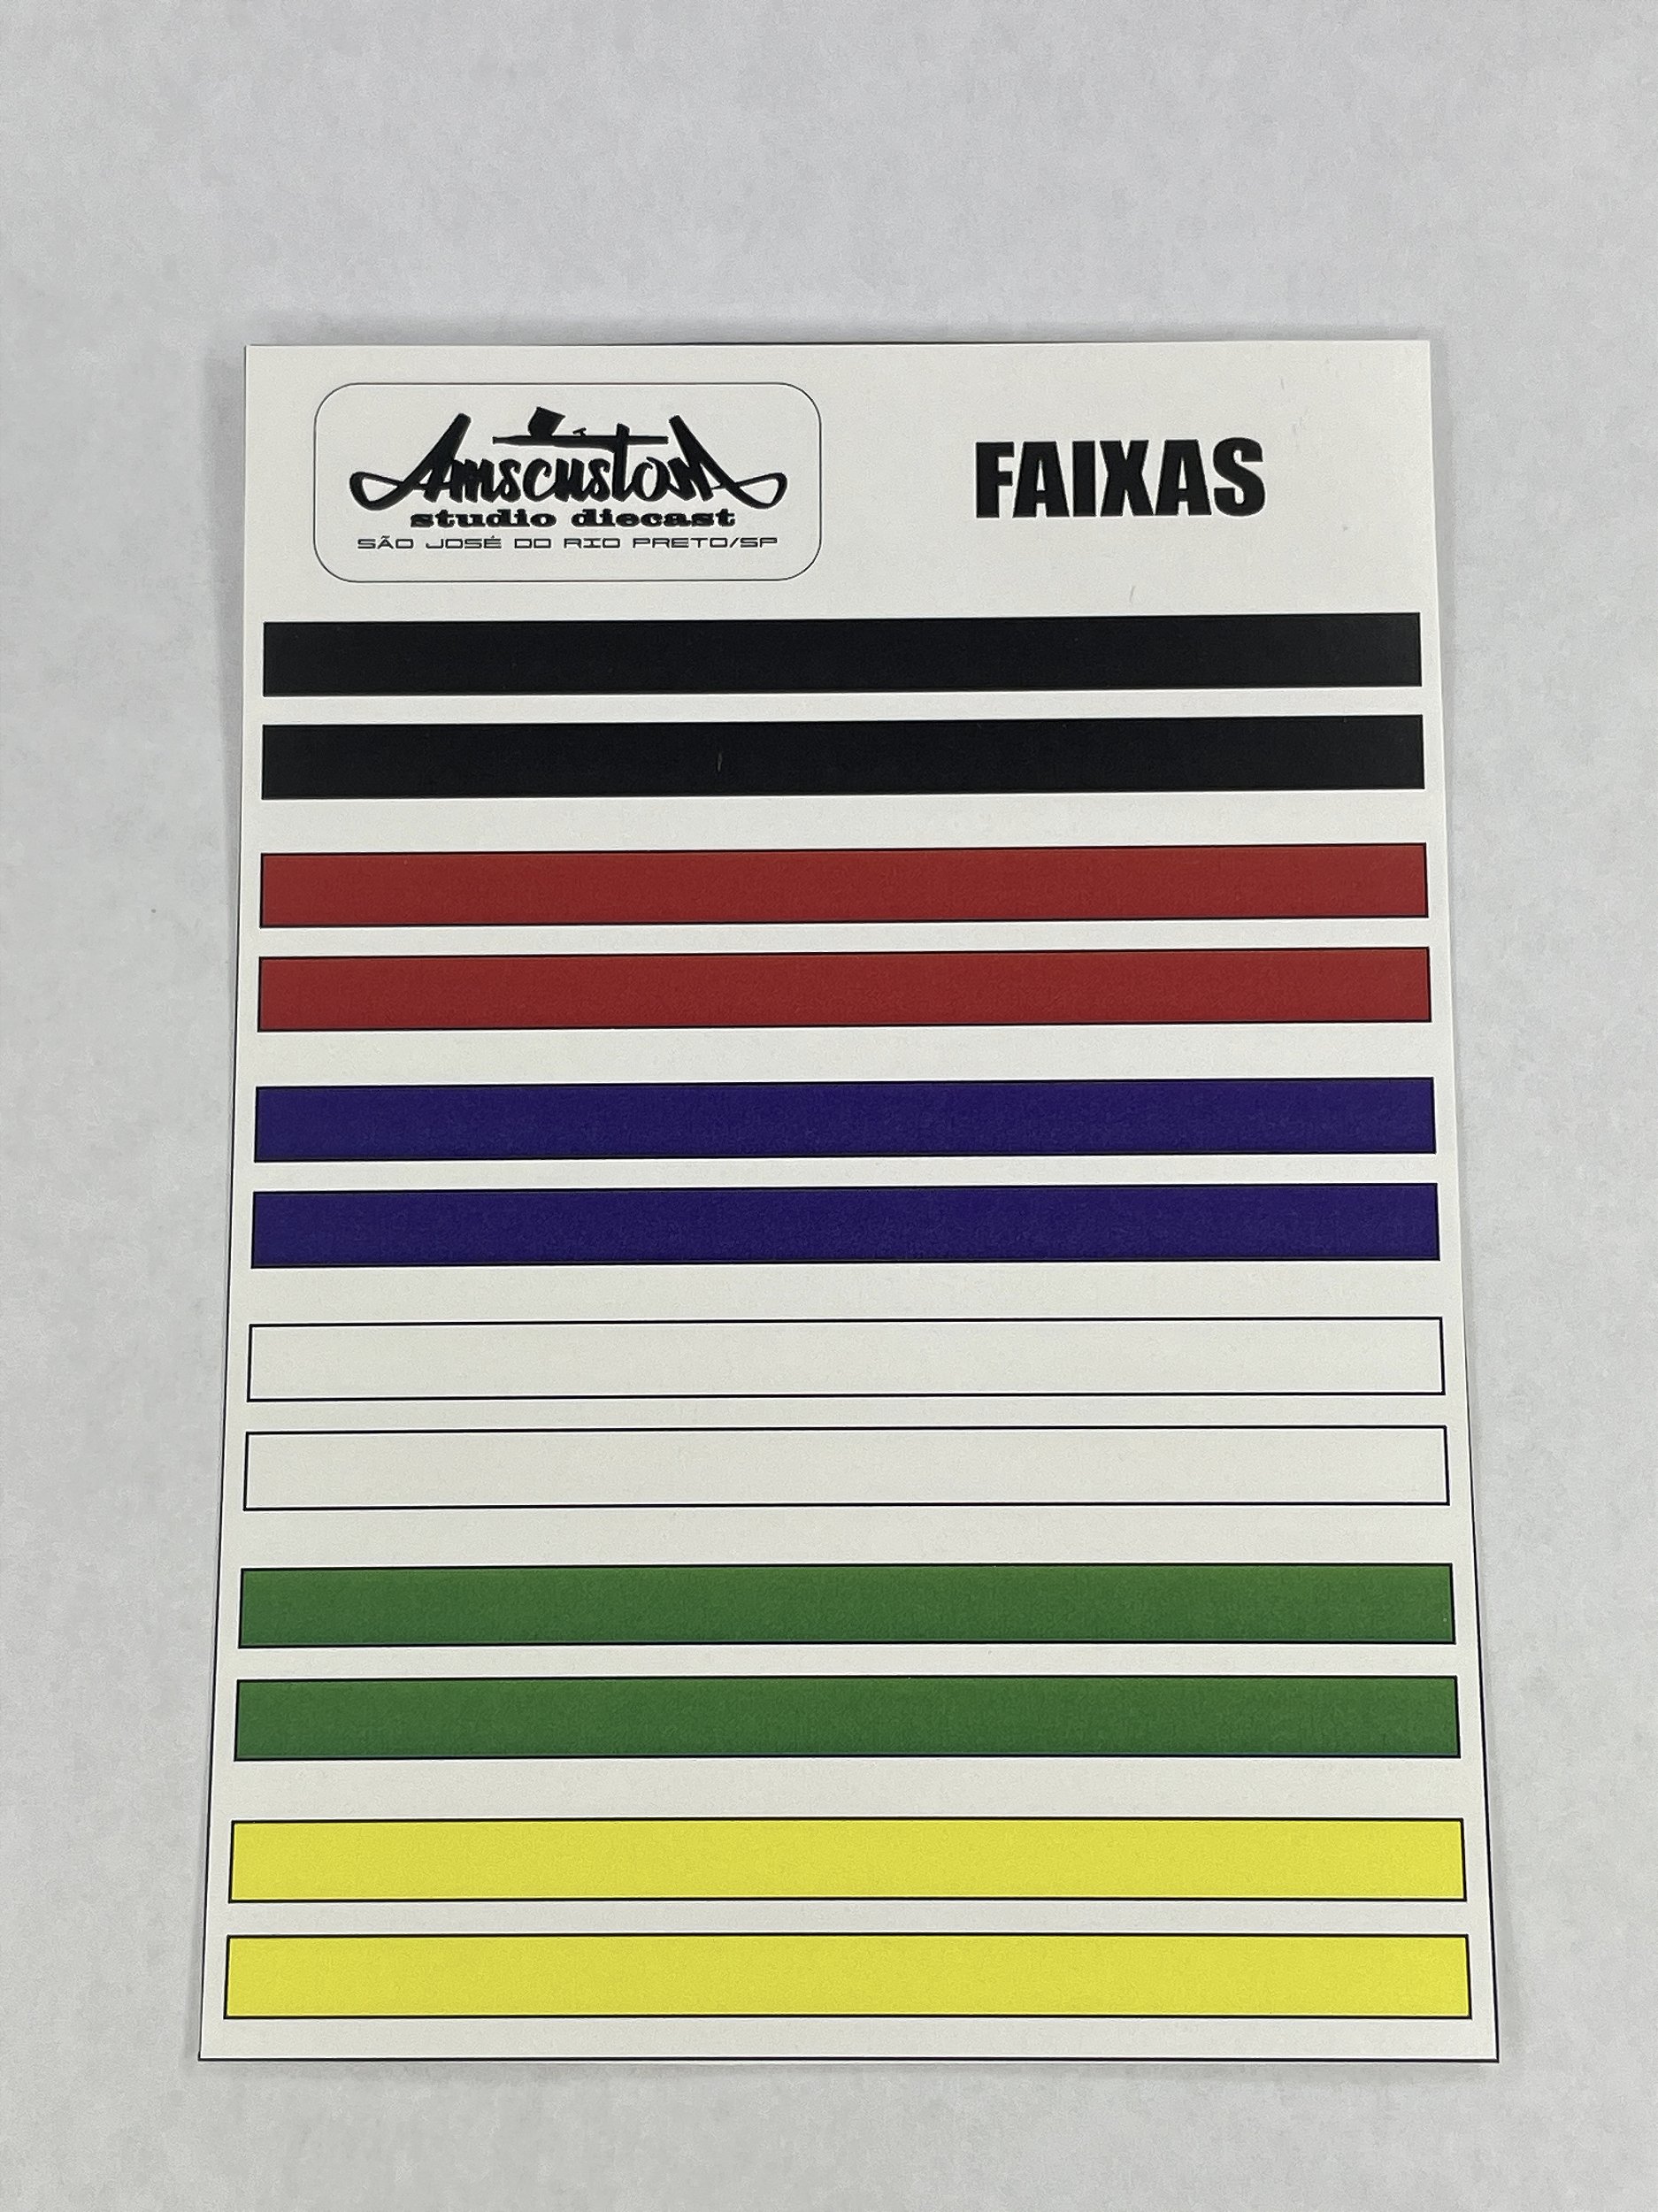 Amscustom
studio diecast
SÃO JOSÉ DO RIO PRETO/SP
FAIXAS